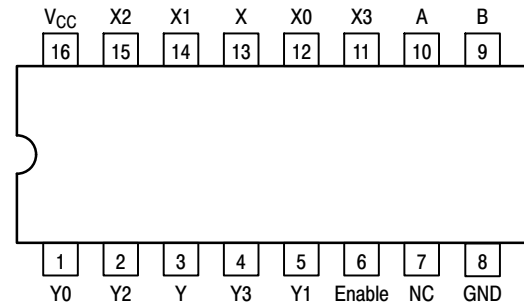 VCC X2 X1 X X0 X3 A B
16 15 14 13 12 11 10 9
1 2 3 4 5 6 7 8
Y0 Y2 Y Y3 Y1 Enable NC GND